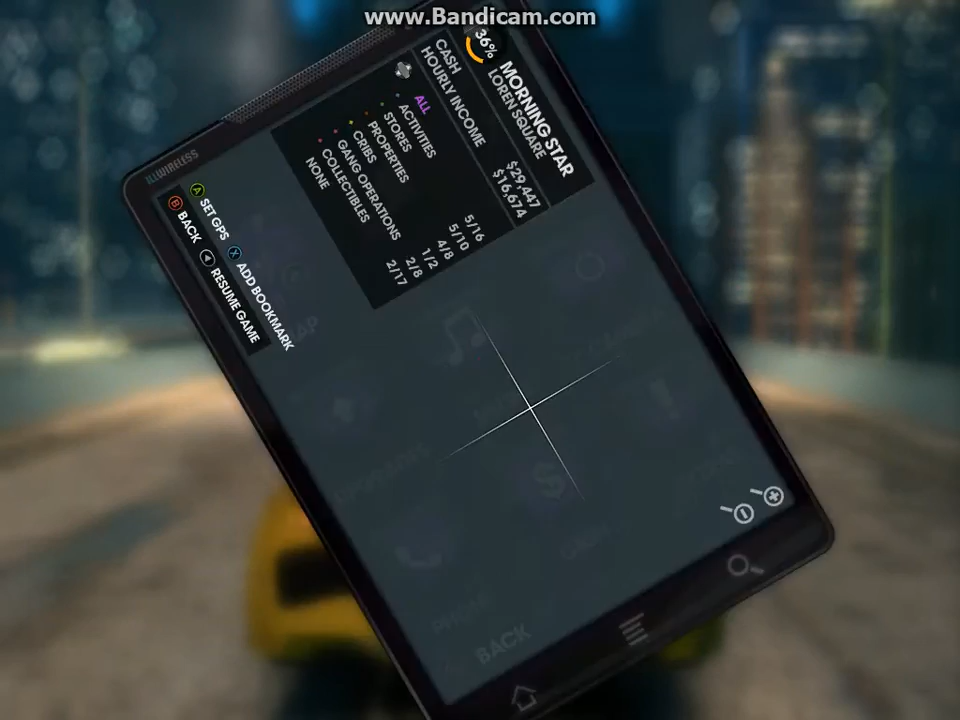 www.Bandicam.com
36%
MORNING STAR
LOREN SQUARE
CASH $29,447
HOURLY INCOME $16,674
ALL
ACTIVITIES 5/16
STORES 5/10
PROPERTIES 4/8
CRIBS 1/2
GANG OPERATIONS 2/8
COLLECTIBLES 2/17
NONE
A SET GPS X ADD BOOKMARK
B BACK RESUME GAME
BACK